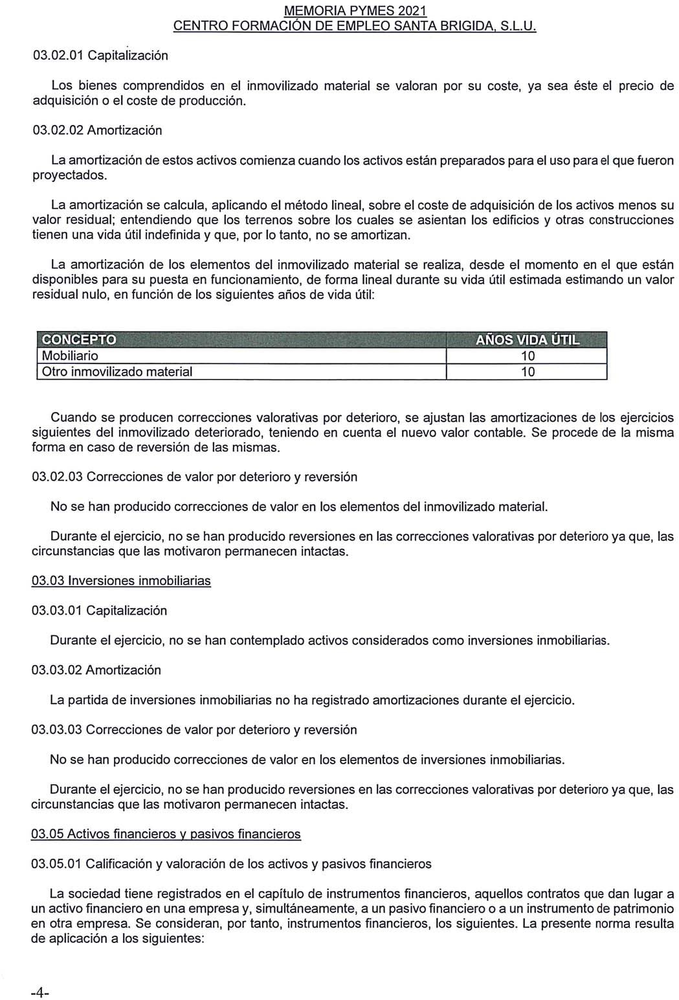 MEMORIA PYMES 2021
CENTRO FORMACIÓN DE EMPLEO SANTA BRIGIDA, S.L.U.
03.02.01 Capitalización
Los bienes comprendidos en el inmovilizado material se valoran por su coste, ya sea éste el precio de
adquisición o el coste de producción.
03.02.02 Amortización
La amortización de estos activos comienza cuando los activos están preparados para el uso para el que fueron
proyectados.
La amortización se calcula, aplicando el método lineal, sobre el coste de adquisición de los activos menos su
valor residual; entendiendo que los terrenos sobre los cuales se asientan los edificios y otras construcciones
tienen una vida útil indefinida y que, por lo tanto, no se amortizan.
La amortización de los elementos del inmovilizado material se realiza, desde el momento en el que están
disponibles para su puesta en funcionamiento, de forma lineal durante su vida útil estimada estimando un valor
residual nulo, en función de los siguientes años de vida útil:
CONCEPTO AÑOS VIDA ÚTIL
Mobiliario 10
Otro inmovilizado material 10
Cuando se producen correcciones valorativas por deterioro, se ajustan las amortizaciones de los ejercicios
siguientes del inmovilizado deteriorado, teniendo en cuenta el nuevo valor contable. Se procede de la misma
forma en caso de reversión de las mismas.
03.02.03 Correcciones de valor por deterioro y reversión
No se han producido correcciones de valor en los elementos del inmovilizado material.
Durante el ejercicio, no se han producido reversiones en las correcciones valorativas por deterioro ya que, las
circunstancias que las motivaron permanecen intactas.
03.03 Inversiones inmobiliarias
03.03.01 Capitalización
Durante el ejercicio, no se han contemplado activos considerados como inversiones inmobiliarias.
03.03.02 Amortización
La partida de inversiones inmobiliarias no ha registrado amortizaciones durante el ejercicio.
03.03.03 Correcciones de valor por deterioro y reversión
No se han producido correcciones de valor en los elementos de inversiones inmobiliarias.
Durante el ejercicio, no se han producido reversiones en las correcciones valorativas por deterioro ya que, las
circunstancias que las motivaron permanecen intactas.
03.05 Activos financieros y pasivos financieros
03.05.01 Calificación y valoración de los activos y pasivos financieros
La sociedad tiene registrados en el capítulo de instrumentos financieros, aquellos contratos que dan lugar a
un activo financiero en una empresa y, simultáneamente, a un pasivo financiero o a un instrumento de patrimonio
en otra empresa. Se consideran, por tanto, instrumentos financieros, los siguientes. La presente norma resulta
de aplicación a los siguientes:
-4-